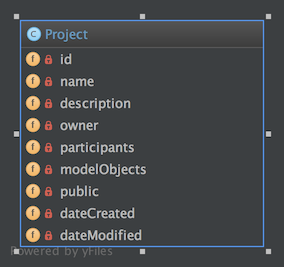 C Project
f id
f name
f description
f owner
f participants
f modelObjects
f public
f dateCreated
f dateModified
Powered by yFiles